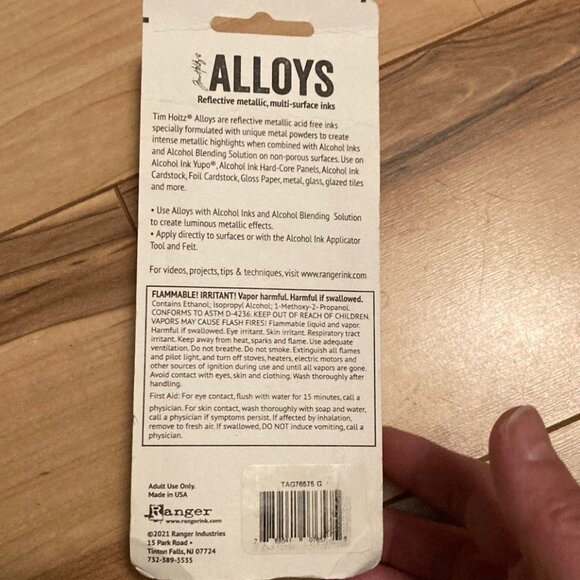 Tim Holtz®
ALLOYS
Reflective metallic, multi-surface inks
Tim Holtz® Alloys are reflective metallic acid free inks
specially formulated with unique metal powders to create
intense metallic highlights when combined with Alcohol Inks
and Alcohol Blending Solution on non-porous surfaces. Use on
Alcohol Ink Yupo®, Alcohol Ink Hard-Core Panels, Alcohol Ink
Cardstock, Foil Cardstock, Gloss Paper, metal, glass, glazed tiles
and more.
• Use Alloys with Alcohol Inks and Alcohol Blending Solution
to create luminous metallic effects.
• Apply directly to surfaces or with the Alcohol Ink Applicator
Tool and Felt.
For videos, projects, tips & techniques, visit www.rangerink.com
FLAMMABLE! IRRITANT! Vapor harmful. Harmful if swallowed.
Contains Ethanol; Isopropyl Alcohol; 1-Methoxy-2- Propanol.
CONFORMS TO ASTM D-4236. KEEP OUT OF REACH OF CHILDREN.
VAPORS MAY CAUSE FLASH FIRES! Flammable liquid and vapor.
Harmful if swallowed. Eye irritant. Skin irritant. Respiratory tract
irritant. Keep away from heat, sparks and flame. Use adequate
ventilation. Do not breathe. Do not smoke. Extinguish all flames
and pilot light, and turn off stoves, heaters, electric motors and
other sources of ignition during use and until all vapors are gone.
Avoid contact with eyes, skin and clothing. Wash thoroughly after
handling.
First Aid: For eye contact, flush with water for 15 minutes, call a
physician. For skin contact, wash thoroughly with soap and water,
call a physician if symptoms persist. If affected by inhalation,
remove to fresh air. If swallowed, DO NOT induce vomiting, call a
physician.
Adult Use Only.
Made in USA
TAG76575 G
Ranger
www.rangerink.com
©2021 Ranger Industries
15 Park Road •
Tinton Falls, NJ 07724
732-389-3535